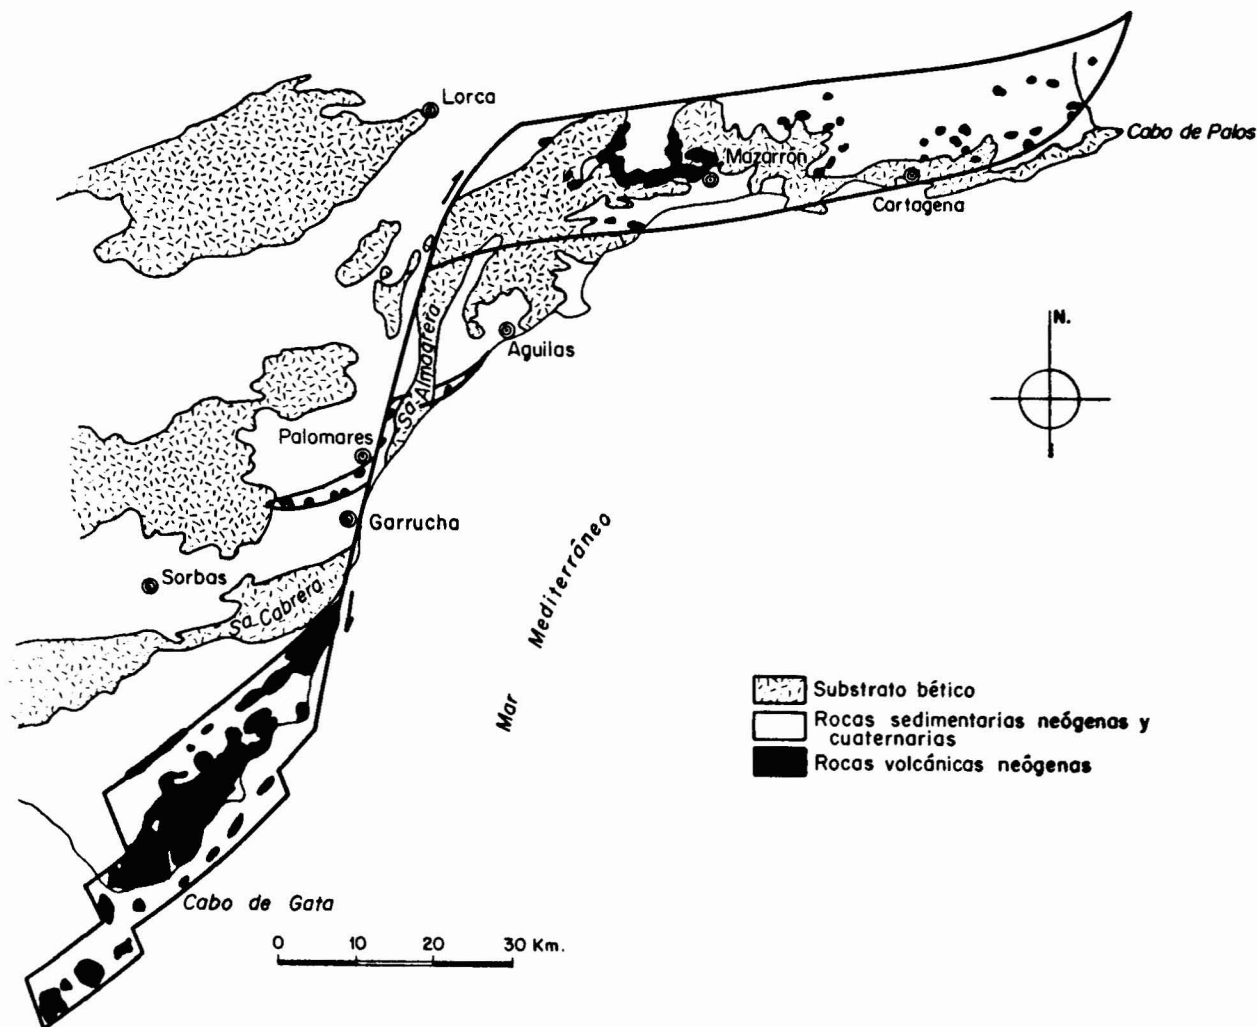 Lorca
Cabo de Palos
Mazarrón
Cartagena
N.
Sª Almagrera
Aguilas
Palomares
Garrucha
Mar Mediterráneo
Sorbas
Sª Cabrera
Substrato bético
Rocas sedimentarias neógenas y
cuaternarias
Rocas volcánicas neógenas
Cabo de Gata
0 10 20 30 Km.